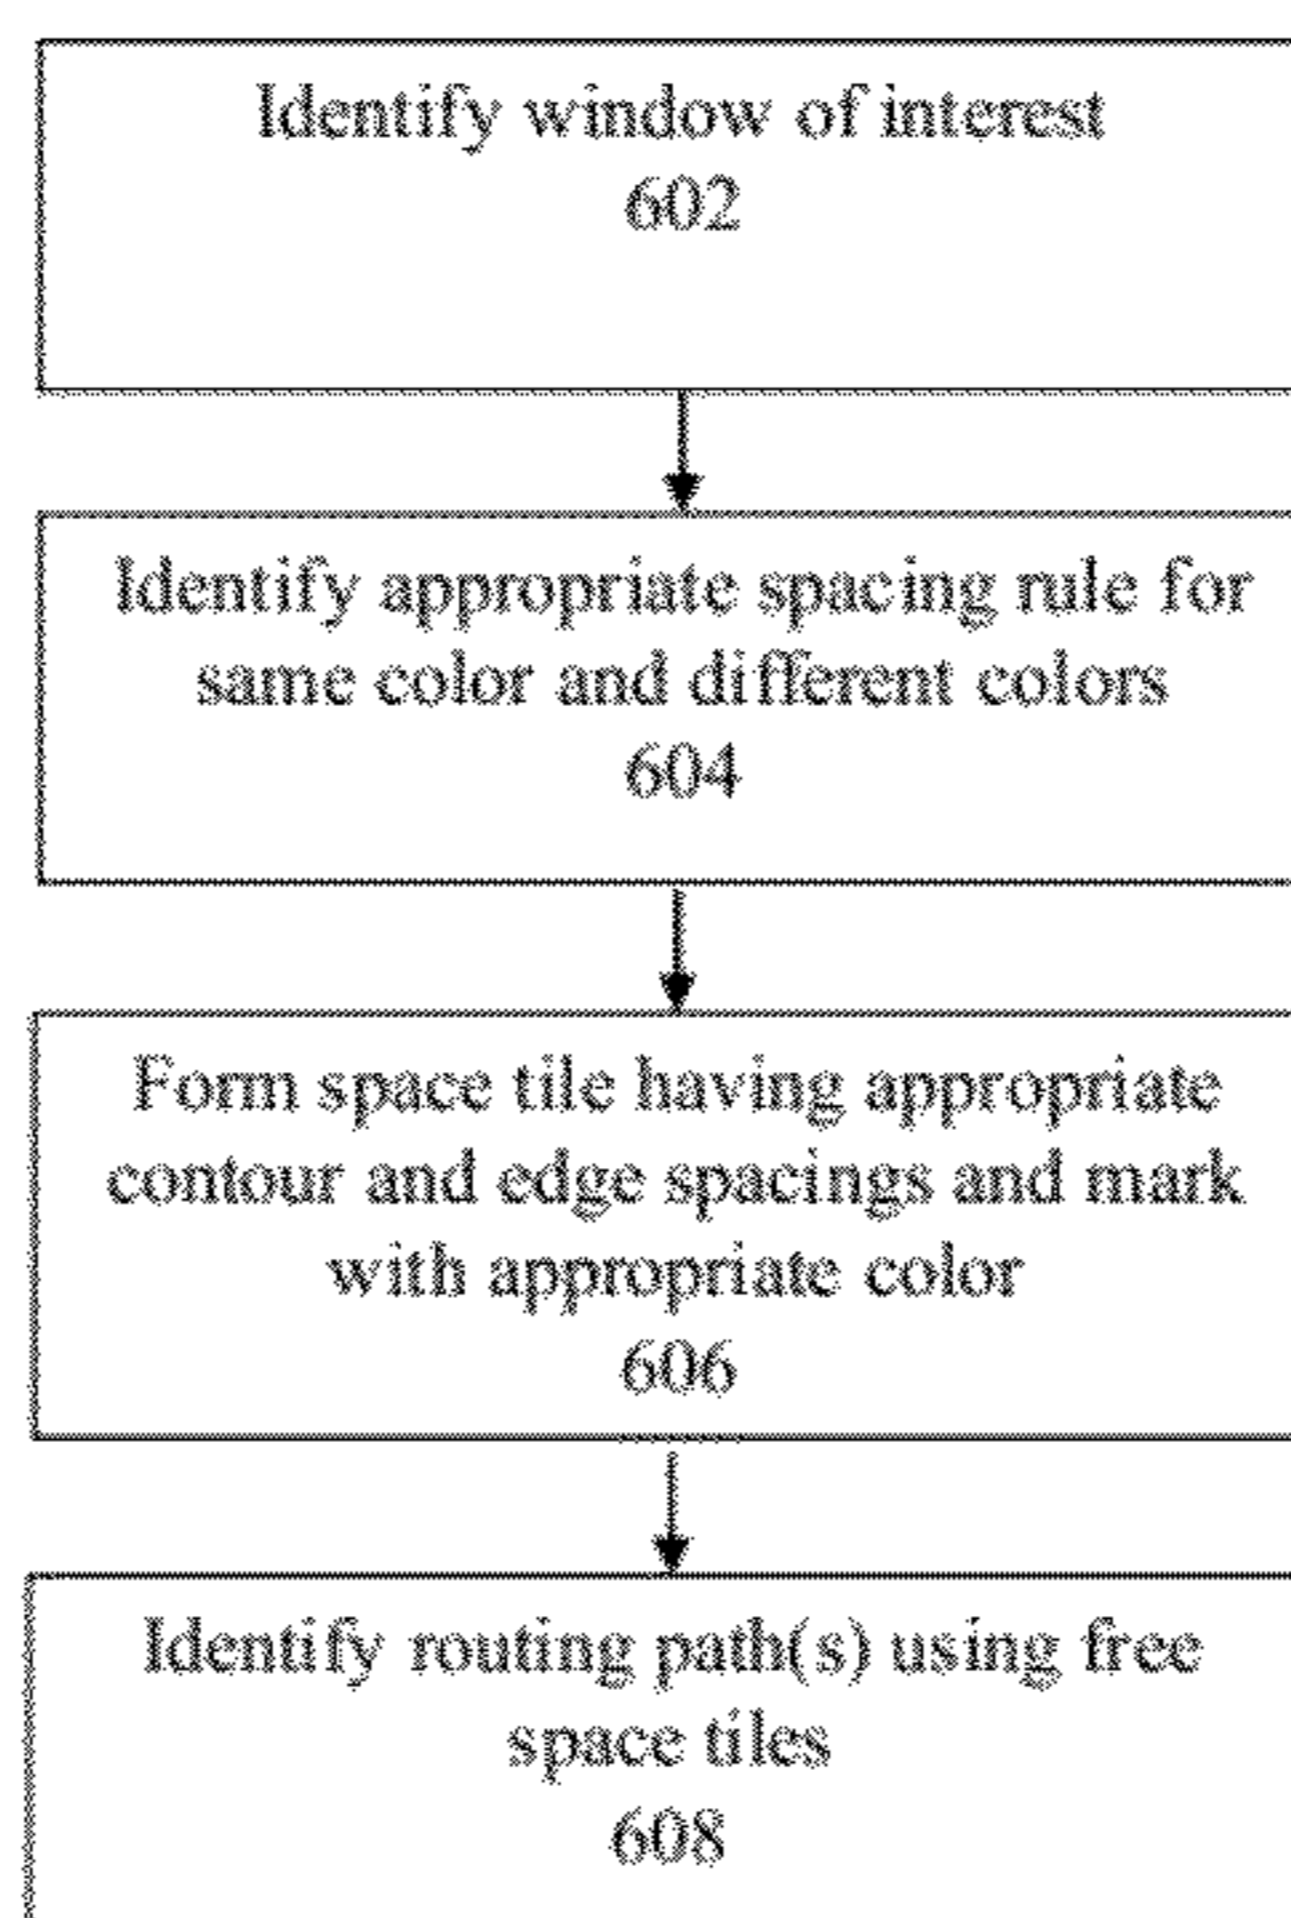 Identify window of interest
602
Identify appropriate spacing rule for
same color and different colors
604
Form space tile having appropriate
contour and edge spacings and mark
with appropriate color
606
Identify routing path(s) using free
space tiles
608